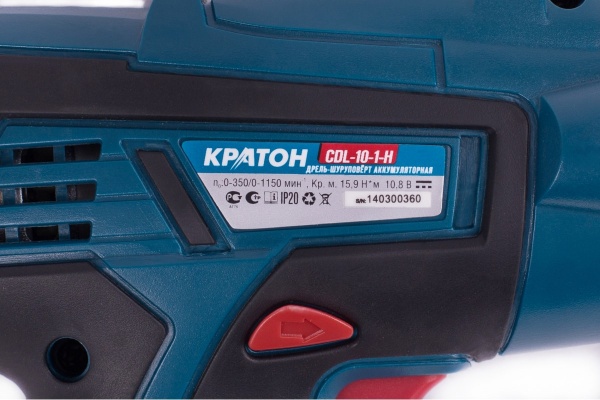 КРАТОН CDL-10-1-H
ДРЕЛЬ-ШУРУПОВЁРТ АККУМУЛЯТОРНАЯ
n₀:0-350/0-1150 мин⁻¹, Кр. м. 15,9 Н*м 10.8 В
IP20 S/N: 140300360